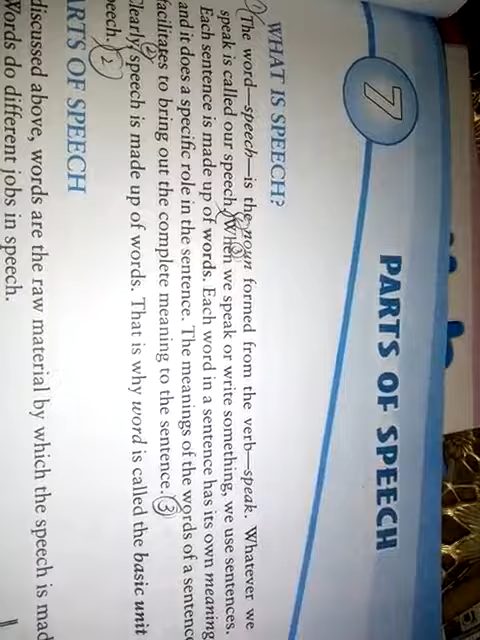 7
PARTS OF SPEECH
WHAT IS SPEECH?
The word—speech—is the noun formed from the verb—speak. Whatever we
speak is called our speech. When we speak or write something, we use sentences.
Each sentence is made up of words. Each word in a sentence has its own meaning
and it does a specific role in the sentence. The meanings of the words of a sentence
facilitates to bring out the complete meaning to the sentence. 3
Clearly speech is made up of words. That is why word is called the basic unit
peech. 2
ARTS OF SPEECH
discussed above, words are the raw material by which the speech is mad
Words do different jobs in speech.